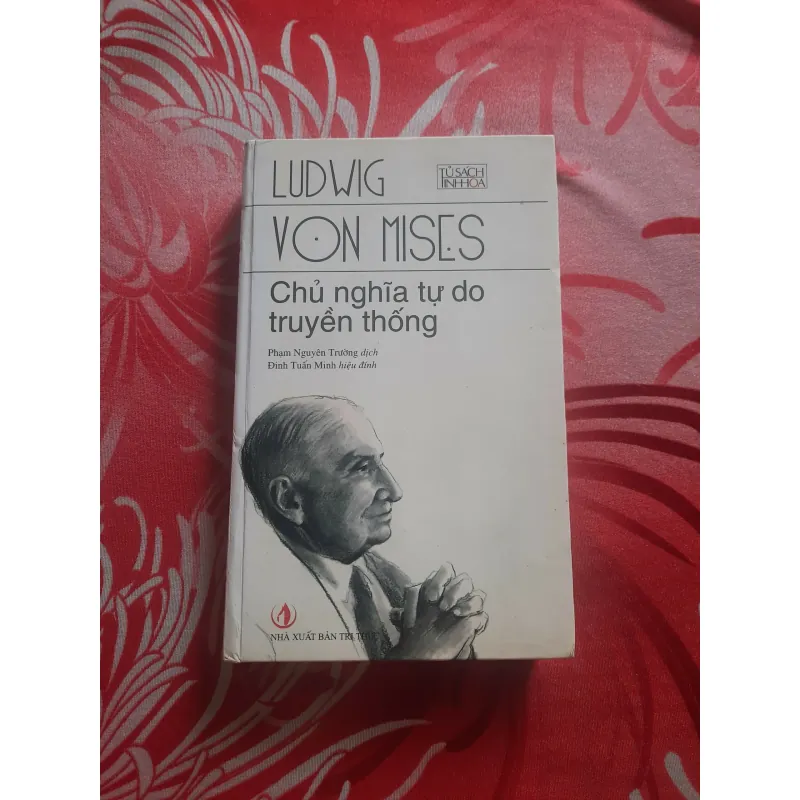 LUDWIG
TỦ SÁCH
TINH HOA
VON MISES
Chủ nghĩa tự do
truyền thống
Phạm Nguyên Trường dịch
Đinh Tuấn Minh hiệu đính
NHÀ XUẤT BẢN TRI THỨC